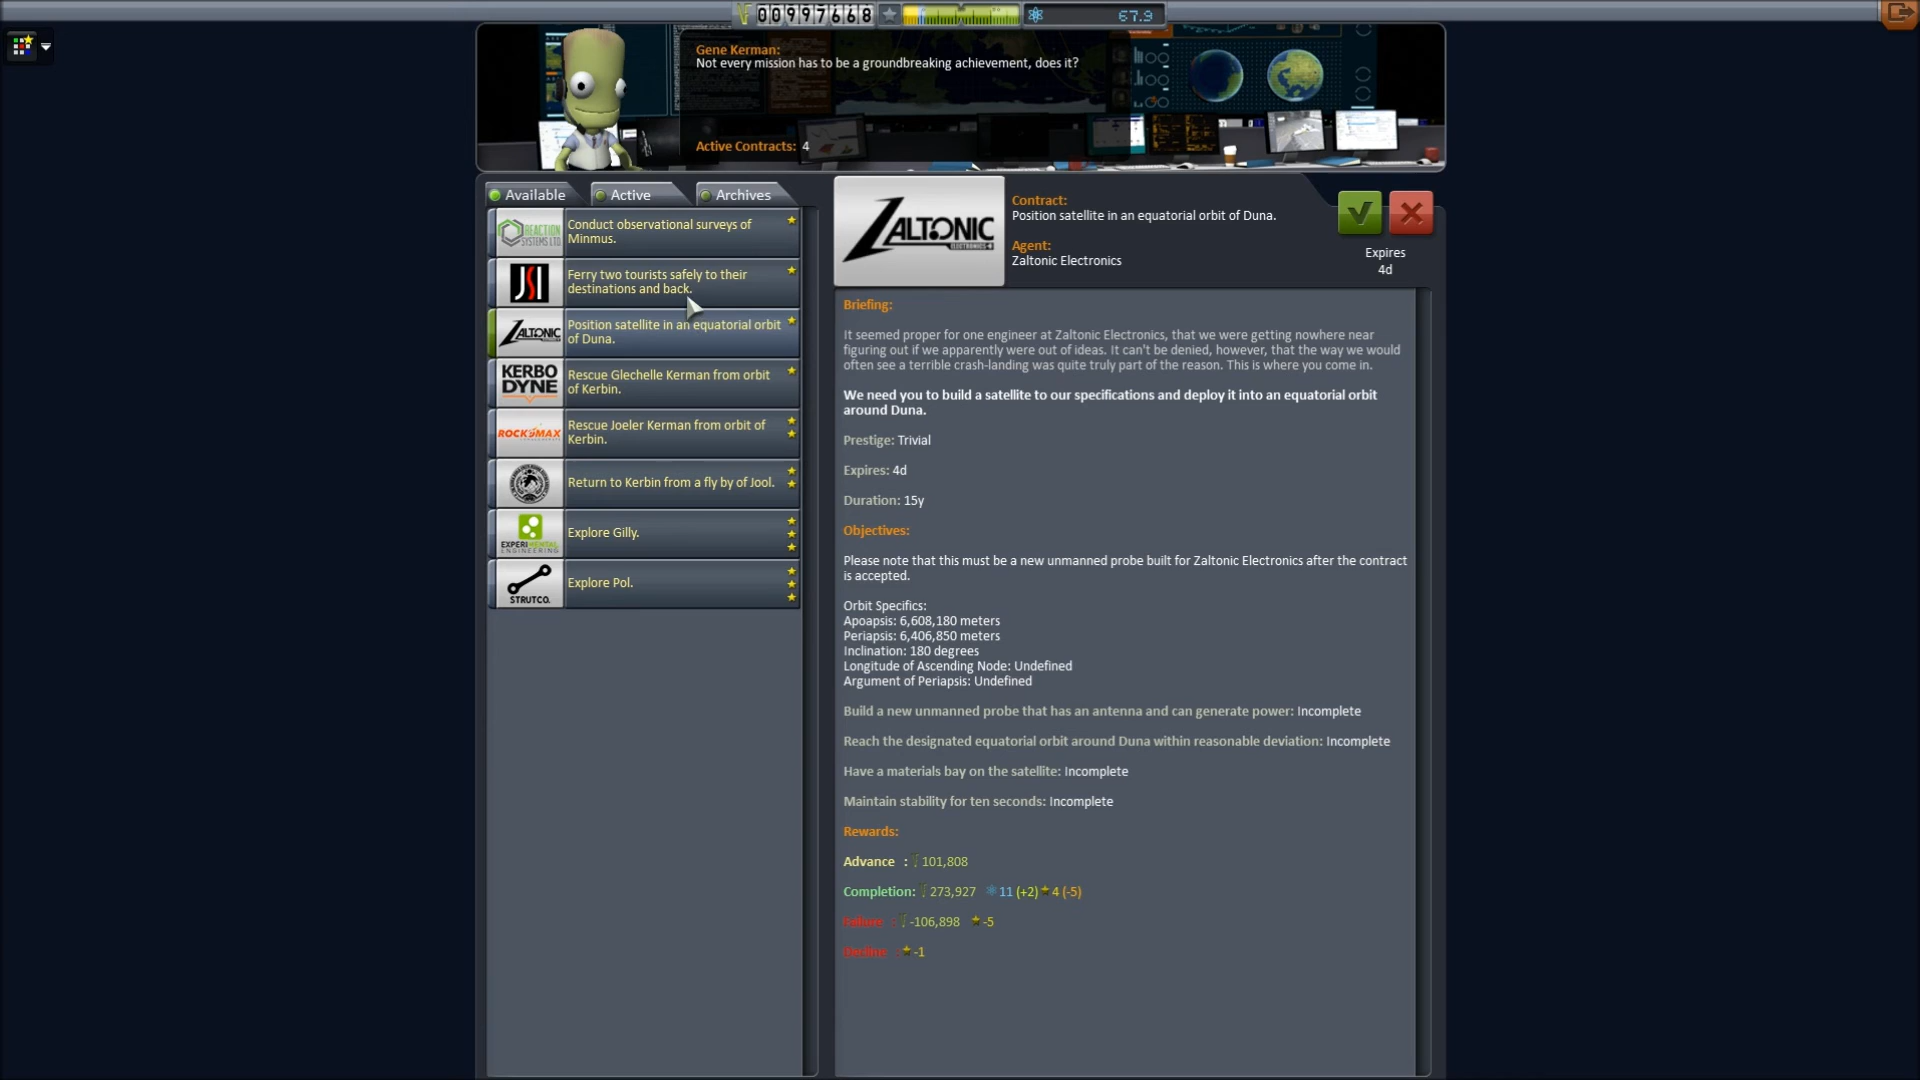 00997668
67.9
Gene Kerman:
Not every mission has to be a groundbreaking achievement, does it?
Active Contracts: 4
Available
Active
Archives
REACTION SYSTEMS LTD
Conduct observational surveys of
Minmus.
JSI
Ferry two tourists safely to their
destinations and back.
ZALTONIC
Position satellite in an equatorial orbit
of Duna.
KERBO
DYNE
Rescue Glechelle Kerman from orbit
of Kerbin.
ROCKOMAX
Rescue Joeler Kerman from orbit of
Kerbin.
Return to Kerbin from a fly by of Jool.
EXPERIMENTAL
ENGINEERING
Explore Gilly.
STRUTCO.
Explore Pol.
ZALTONIC
ELECTRONICS
Contract:
Position satellite in an equatorial orbit of Duna.
Agent:
Zaltonic Electronics
Expires
4d
Briefing:
It seemed proper for one engineer at Zaltonic Electronics, that we were getting nowhere near
figuring out if we apparently were out of ideas. It can't be denied, however, that the way we would
often see a terrible crash-landing was quite truly part of the reason. This is where you come in.
We need you to build a satellite to our specifications and deploy it into an equatorial orbit
around Duna.
Prestige: Trivial
Expires: 4d
Duration: 15y
Objectives:
Please note that this must be a new unmanned probe built for Zaltonic Electronics after the contract
is accepted.
Orbit Specifics:
Apoapsis: 6,608,180 meters
Periapsis: 6,406,850 meters
Inclination: 180 degrees
Longitude of Ascending Node: Undefined
Argument of Periapsis: Undefined
Build a new unmanned probe that has an antenna and can generate power: Incomplete
Reach the designated equatorial orbit around Duna within reasonable deviation: Incomplete
Have a materials bay on the satellite: Incomplete
Maintain stability for ten seconds: Incomplete
Rewards:
Advance : 101,808
Completion: 273,927 11 (+2) 4 (-5)
Failure : -106,898 -5
Decline : -1